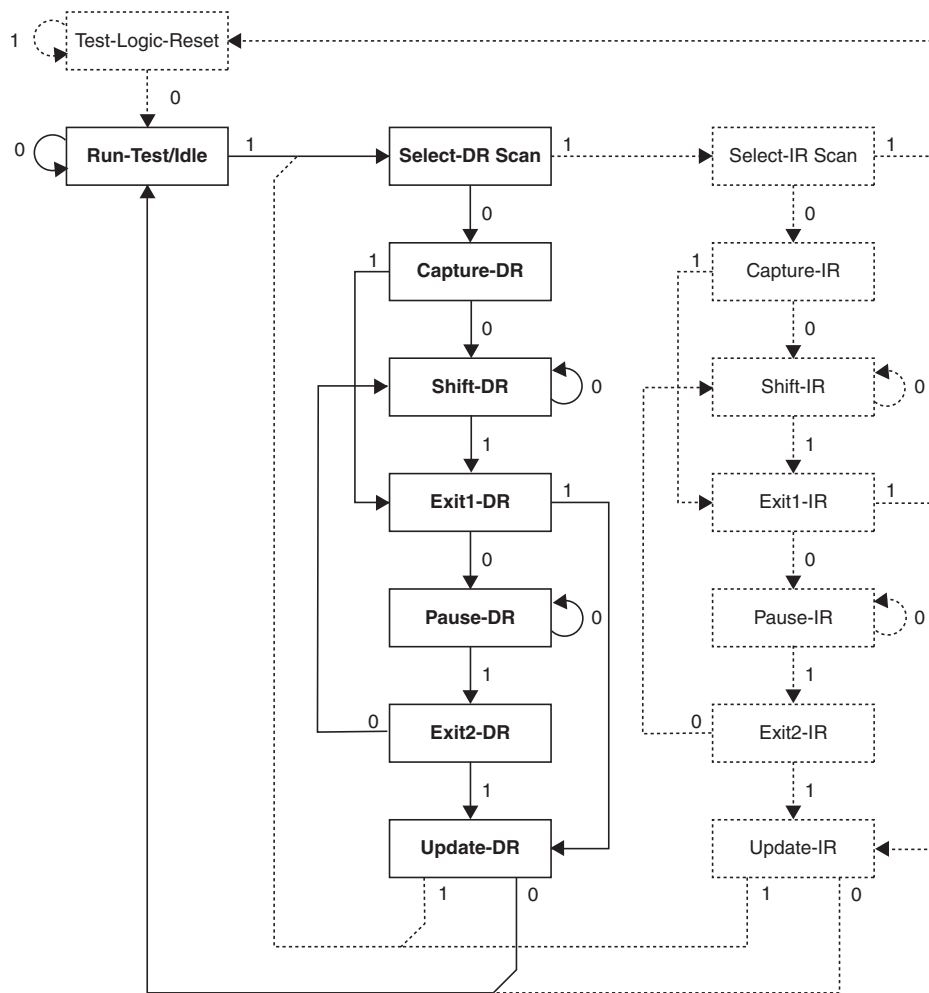 Test-Logic-Reset
1
0
Run-Test/Idle
0
1
Select-DR Scan
1
0
Capture-DR
1
0
Shift-DR
0
1
Exit1-DR
1
0
Pause-DR
0
1
Exit2-DR
0
1
Update-DR
1
0
Select-IR Scan
1
0
Capture-IR
1
0
Shift-IR
0
1
Exit1-IR
1
0
Pause-IR
0
1
Exit2-IR
0
1
Update-IR
1
0